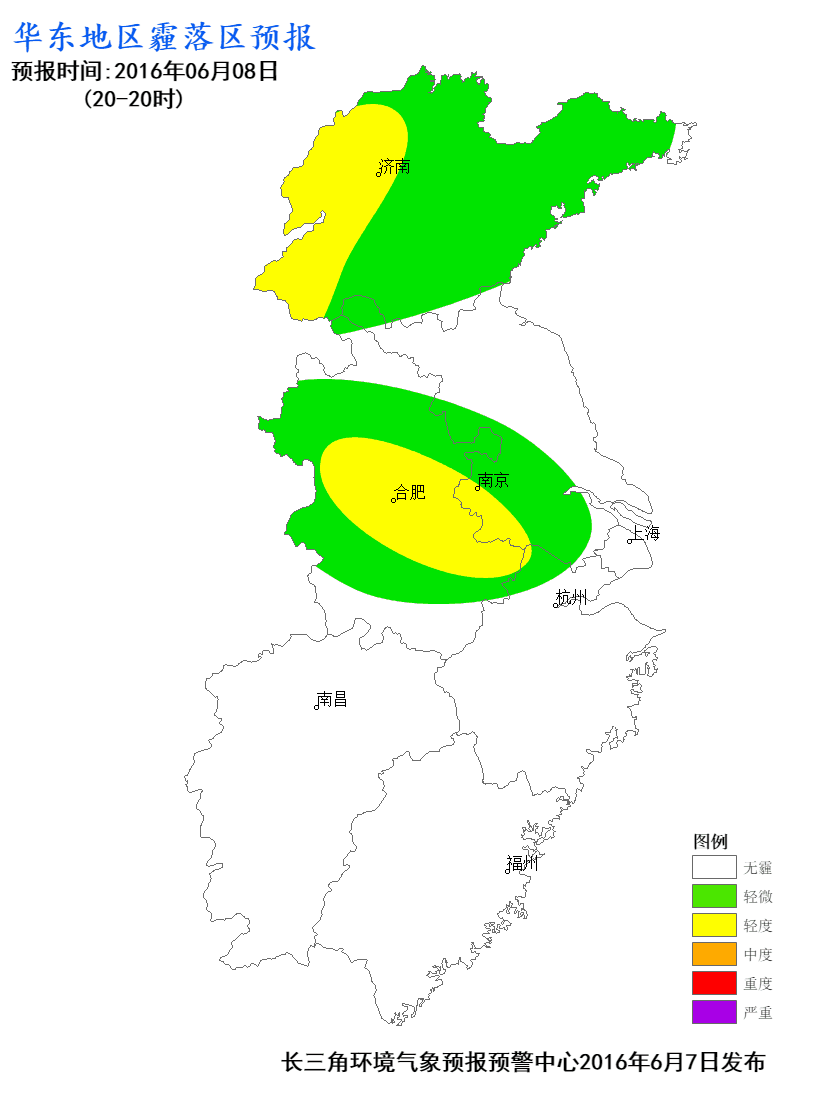 华东地区霾落区预报
预报时间:2016年06月08日
(20-20时)
济南
南京
合肥
上海
杭州
南昌
福州
图例
无霾
轻微
轻度
中度
重度
严重
长三角环境气象预报预警中心2016年6月7日发布